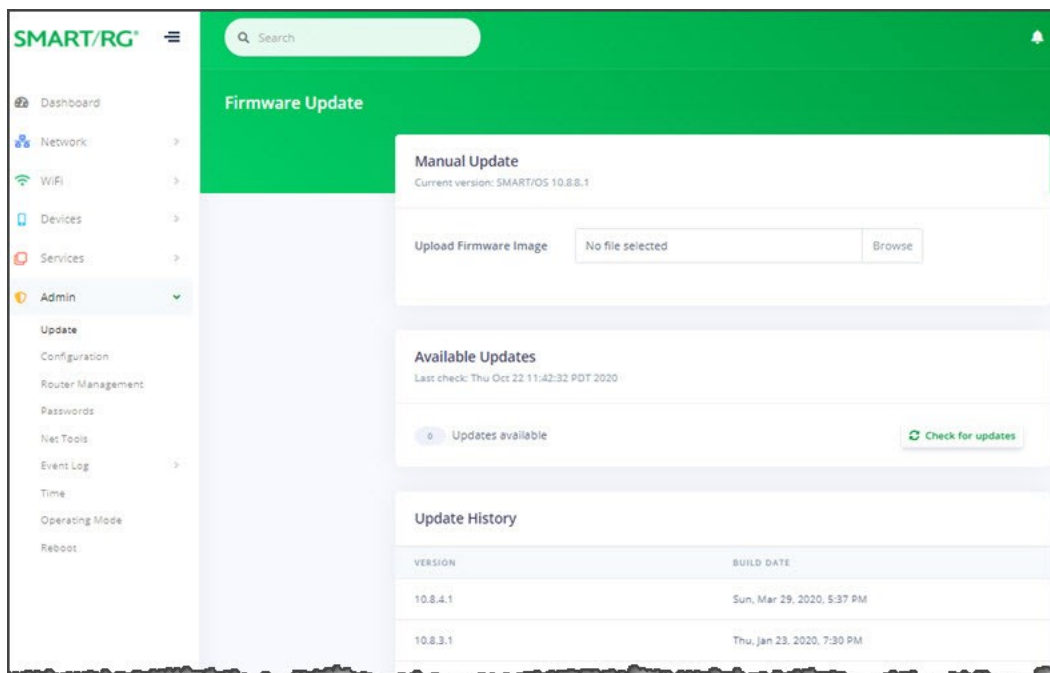 SMART/RG®
Search
Dashboard
Network
WiFi
Devices
Services
Admin
Update
Configuration
Router Management
Passwords
Net Tools
Event Log
Time
Operating Mode
Reboot
Firmware Update
Manual Update
Current version: SMART/OS 10.8.8.1
Upload Firmware Image No file selected Browse
Available Updates
Last check: Thu Oct 22 11:42:32 PDT 2020
0 Updates available Check for updates
Update History
VERSION BUILD DATE
10.8.4.1 Sun, Mar 29, 2020, 5:37 PM
10.8.3.1 Thu, Jan 23, 2020, 7:30 PM